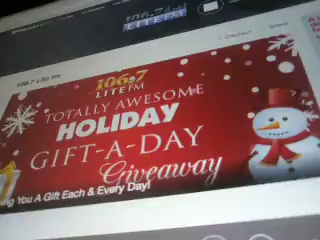 106.7
LITE FM
106.7 Lite fm
106.7
LITE FM
TOTALLY AWESOME
HOLIDAY
GIFT-A-DAY
Giveaway
g You A Gift Each & Every Day!